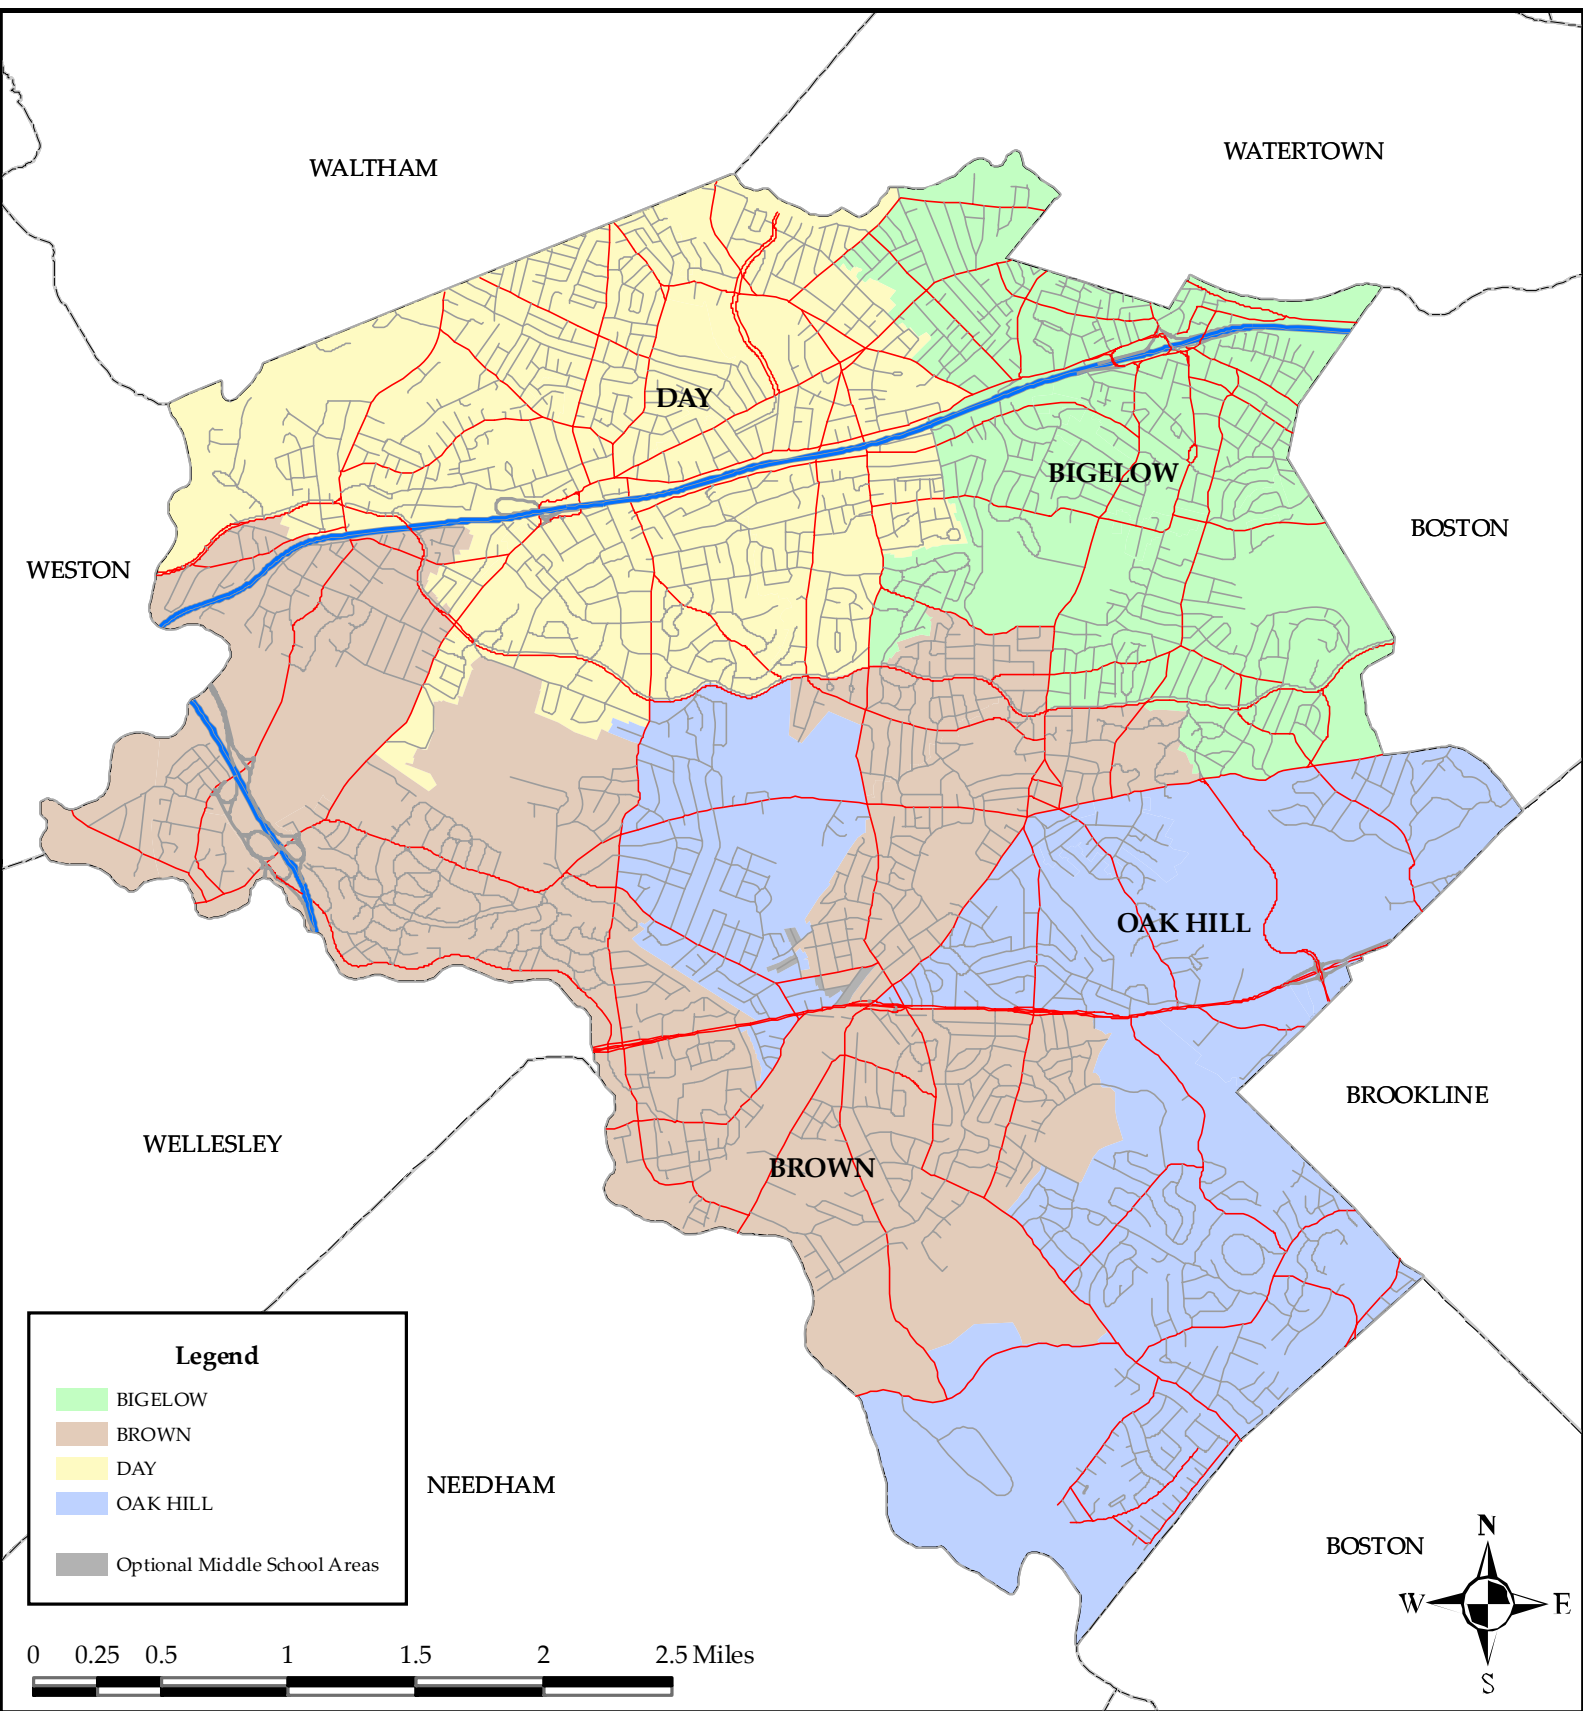 WATERTOWN
WALTHAM
DAY
BIGELOW
BOSTON
WESTON
OAK HILL
BROOKLINE
WELLESLEY
BROWN
Legend
BIGELOW
BROWN
DAY
OAK HILL
Optional Middle School Areas
NEEDHAM
BOSTON
N
W E
S
0 0.25 0.5 1 1.5 2 2.5 Miles